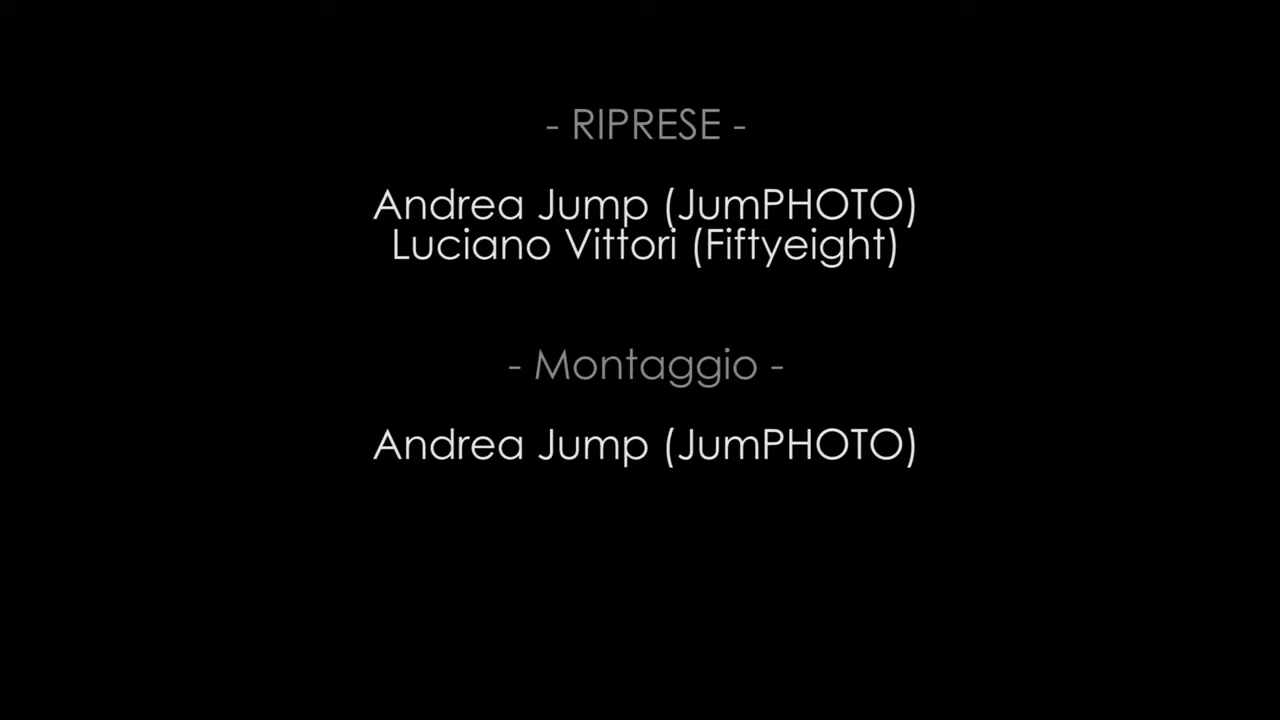 - RIPRESE -
Andrea Jump (JumPHOTO)
Luciano Vittori (Fiftyeight)
- Montaggio -
Andrea Jump (JumPHOTO)